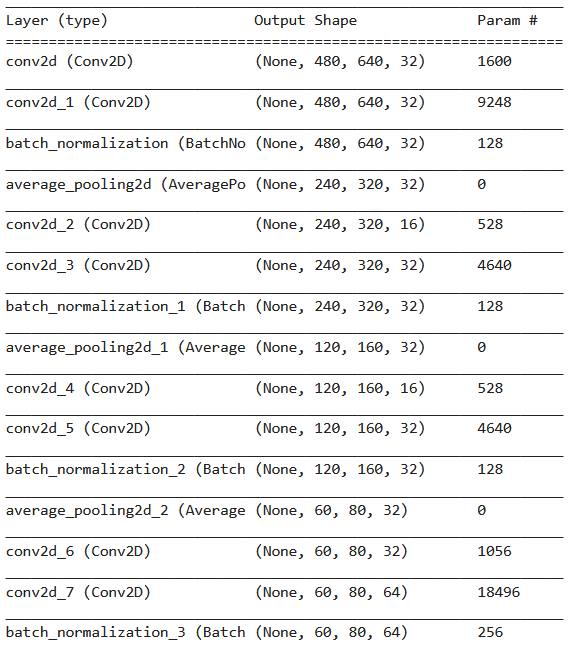 Layer (type) Output Shape Param #
conv2d (Conv2D) (None, 480, 640, 32) 1600
conv2d_1 (Conv2D) (None, 480, 640, 32) 9248
batch_normalization (BatchNo (None, 480, 640, 32) 128
average_pooling2d (AveragePo (None, 240, 320, 32) 0
conv2d_2 (Conv2D) (None, 240, 320, 16) 528
conv2d_3 (Conv2D) (None, 240, 320, 32) 4640
batch_normalization_1 (Batch (None, 240, 320, 32) 128
average_pooling2d_1 (Average (None, 120, 160, 32) 0
conv2d_4 (Conv2D) (None, 120, 160, 16) 528
conv2d_5 (Conv2D) (None, 120, 160, 32) 4640
batch_normalization_2 (Batch (None, 120, 160, 32) 128
average_pooling2d_2 (Average (None, 60, 80, 32) 0
conv2d_6 (Conv2D) (None, 60, 80, 32) 1056
conv2d_7 (Conv2D) (None, 60, 80, 64) 18496
batch_normalization_3 (Batch (None, 60, 80, 64) 256